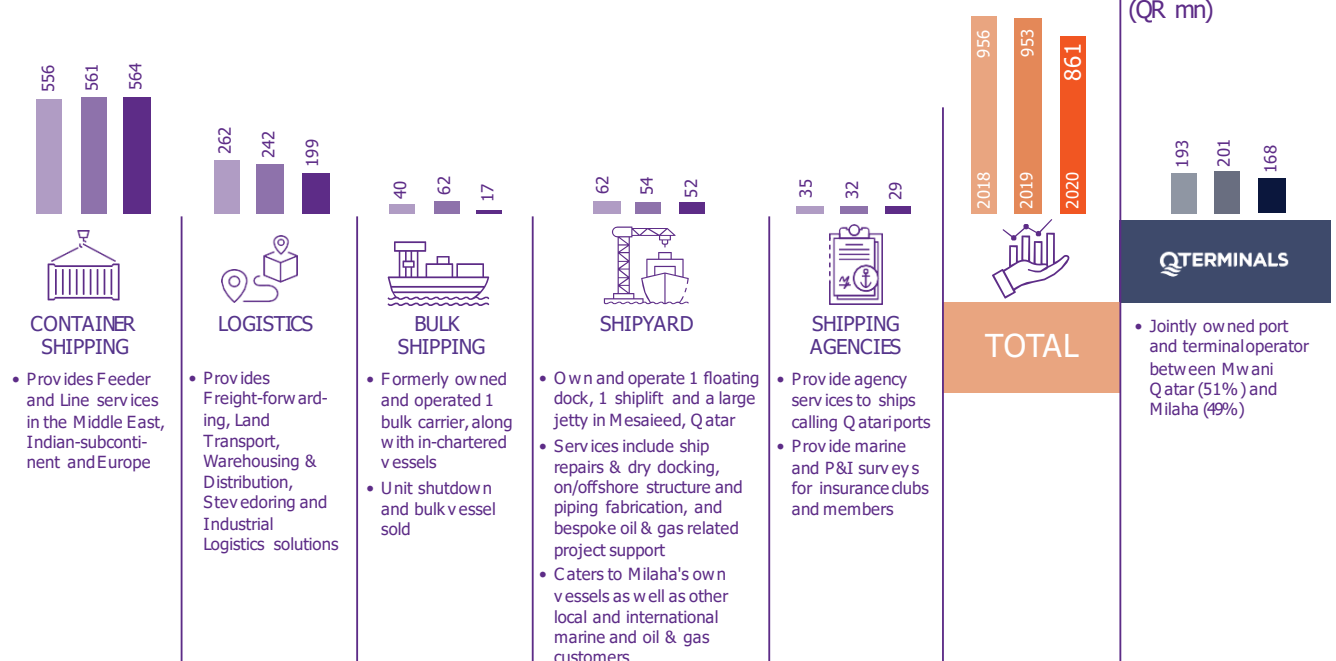 (QR mn)
556
561
564
262
242
199
40
62
17
62
54
52
35
32
29
956
953
861
2018
2019
2020
193
201
168
CONTAINER
SHIPPING
• Provides Feeder
and Line services
in the Middle East,
Indian-subconti-
nent and Europe
LOGISTICS
• Provides
Freight-forward-
ing, Land
Transport,
Warehousing &
Distribution,
Stevedoring and
Industrial
Logistics solutions
BULK
SHIPPING
• Formerly owned
and operated 1
bulk carrier, along
with in-chartered
vessels
• Unit shutdown
and bulk vessel
sold
SHIPYARD
• Own and operate 1 floating
dock, 1 shiplift and a large
jetty in Mesaieed, Qatar
• Services include ship
repairs & dry docking,
on/offshore structure and
piping fabrication, and
bespoke oil & gas related
project support
• Caters to Milaha's own
vessels as well as other
local and international
marine and oil & gas
customers
SHIPPING
AGENCIES
• Provide agency
services to ships
calling Qatari ports
• Provide marine
and P&I surveys
for insurance clubs
and members
TOTAL
QTERMINALS
• Jointly owned port
and terminal operator
between Mwani
Qatar (51%) and
Milaha (49%)